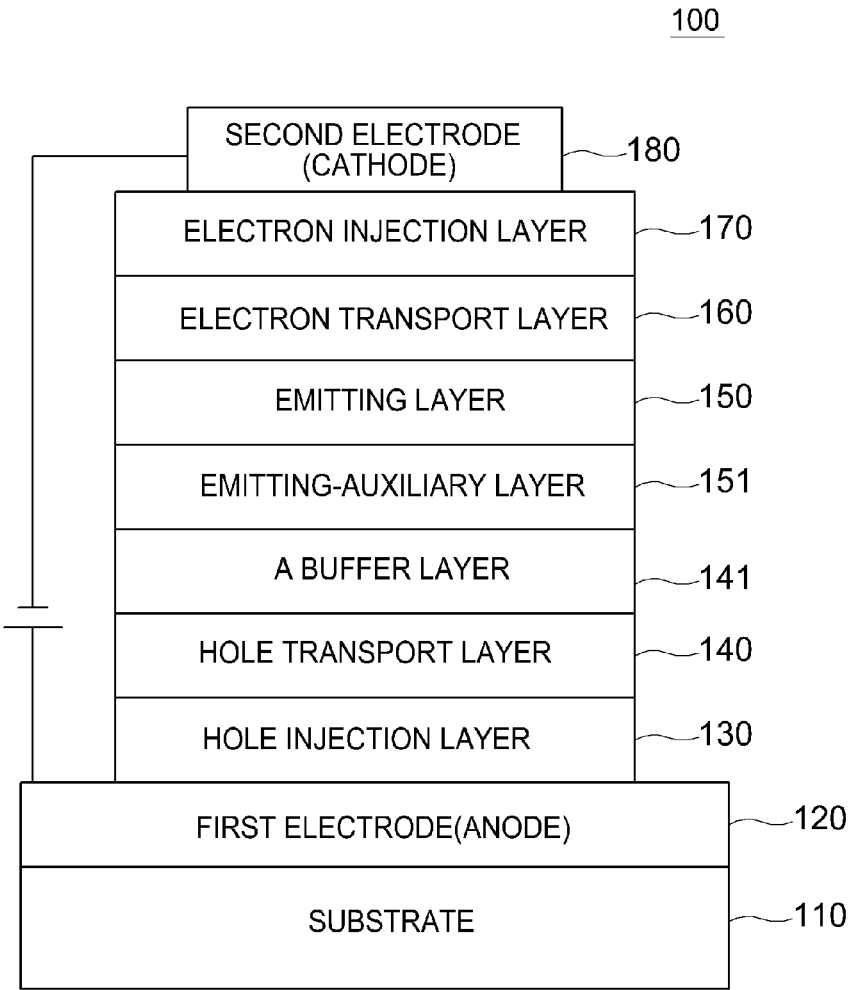 100
SECOND ELECTRODE
(CATHODE)
180
ELECTRON INJECTION LAYER
170
ELECTRON TRANSPORT LAYER
160
EMITTING LAYER
150
EMITTING-AUXILIARY LAYER
151
A BUFFER LAYER
141
HOLE TRANSPORT LAYER
140
HOLE INJECTION LAYER
130
FIRST ELECTRODE(ANODE)
120
SUBSTRATE
110